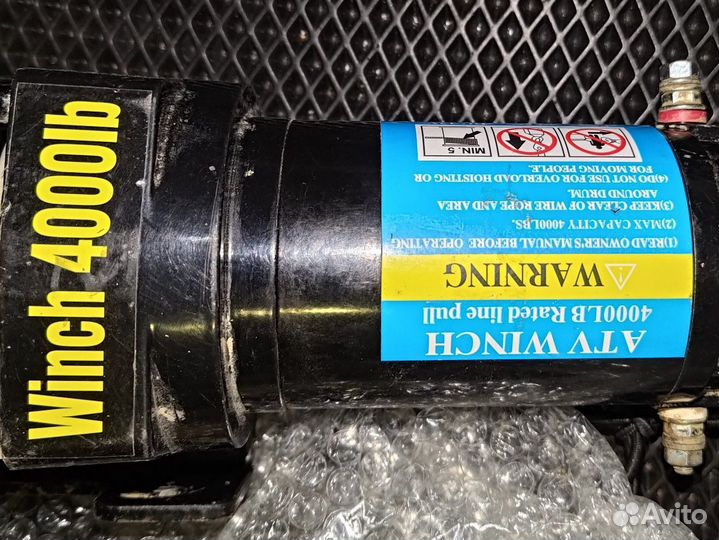 Winch 4000lb
ATV WINCH
4000LB Rated line pull
WARNING
(1)READ OWNER'S MANUAL BEFORE OPERATING
(2)MAX CAPACITY 4000LBS.
(3)KEEP CLEAR OF WIRE ROPE AND AREA
AROUND DRUM.
(4)DO NOT USE FOR OVERLOAD HOISTING OR
FOR MOVING PEOPLE.
MIN. 5
Avito